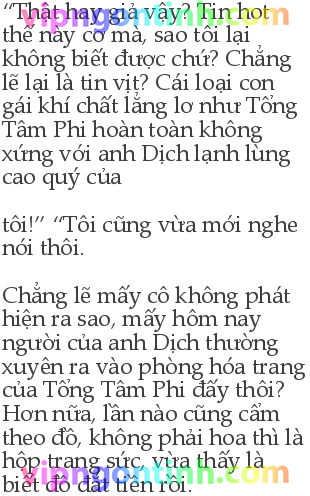 “Thật hay giả vậy? Tin hot
thế này cơ mà, sao tôi lại
không biết được chứ? Chẳng
lẽ lại là tin vịt? Cái loại con
gái khí chất lẳng lơ như Tống
Tâm Phi hoàn toàn không
xứng với anh Dịch lạnh lùng
cao quý của
tôi!” “Tôi cũng vừa mới nghe
nói thôi.
Chẳng lẽ mấy cô không phát
hiện ra sao, mấy hôm nay
người của anh Dịch thường
xuyên ra vào phòng hóa trang
của Tống Tâm Phi đấy thôi?
Hơn nữa, lần nào cũng cầm
theo đồ, không phải hoa thì là
hộp trang sức, vừa thấy là
biết đồ đắt tiền rồi.
vipngontinh.com
vipngontinh.com